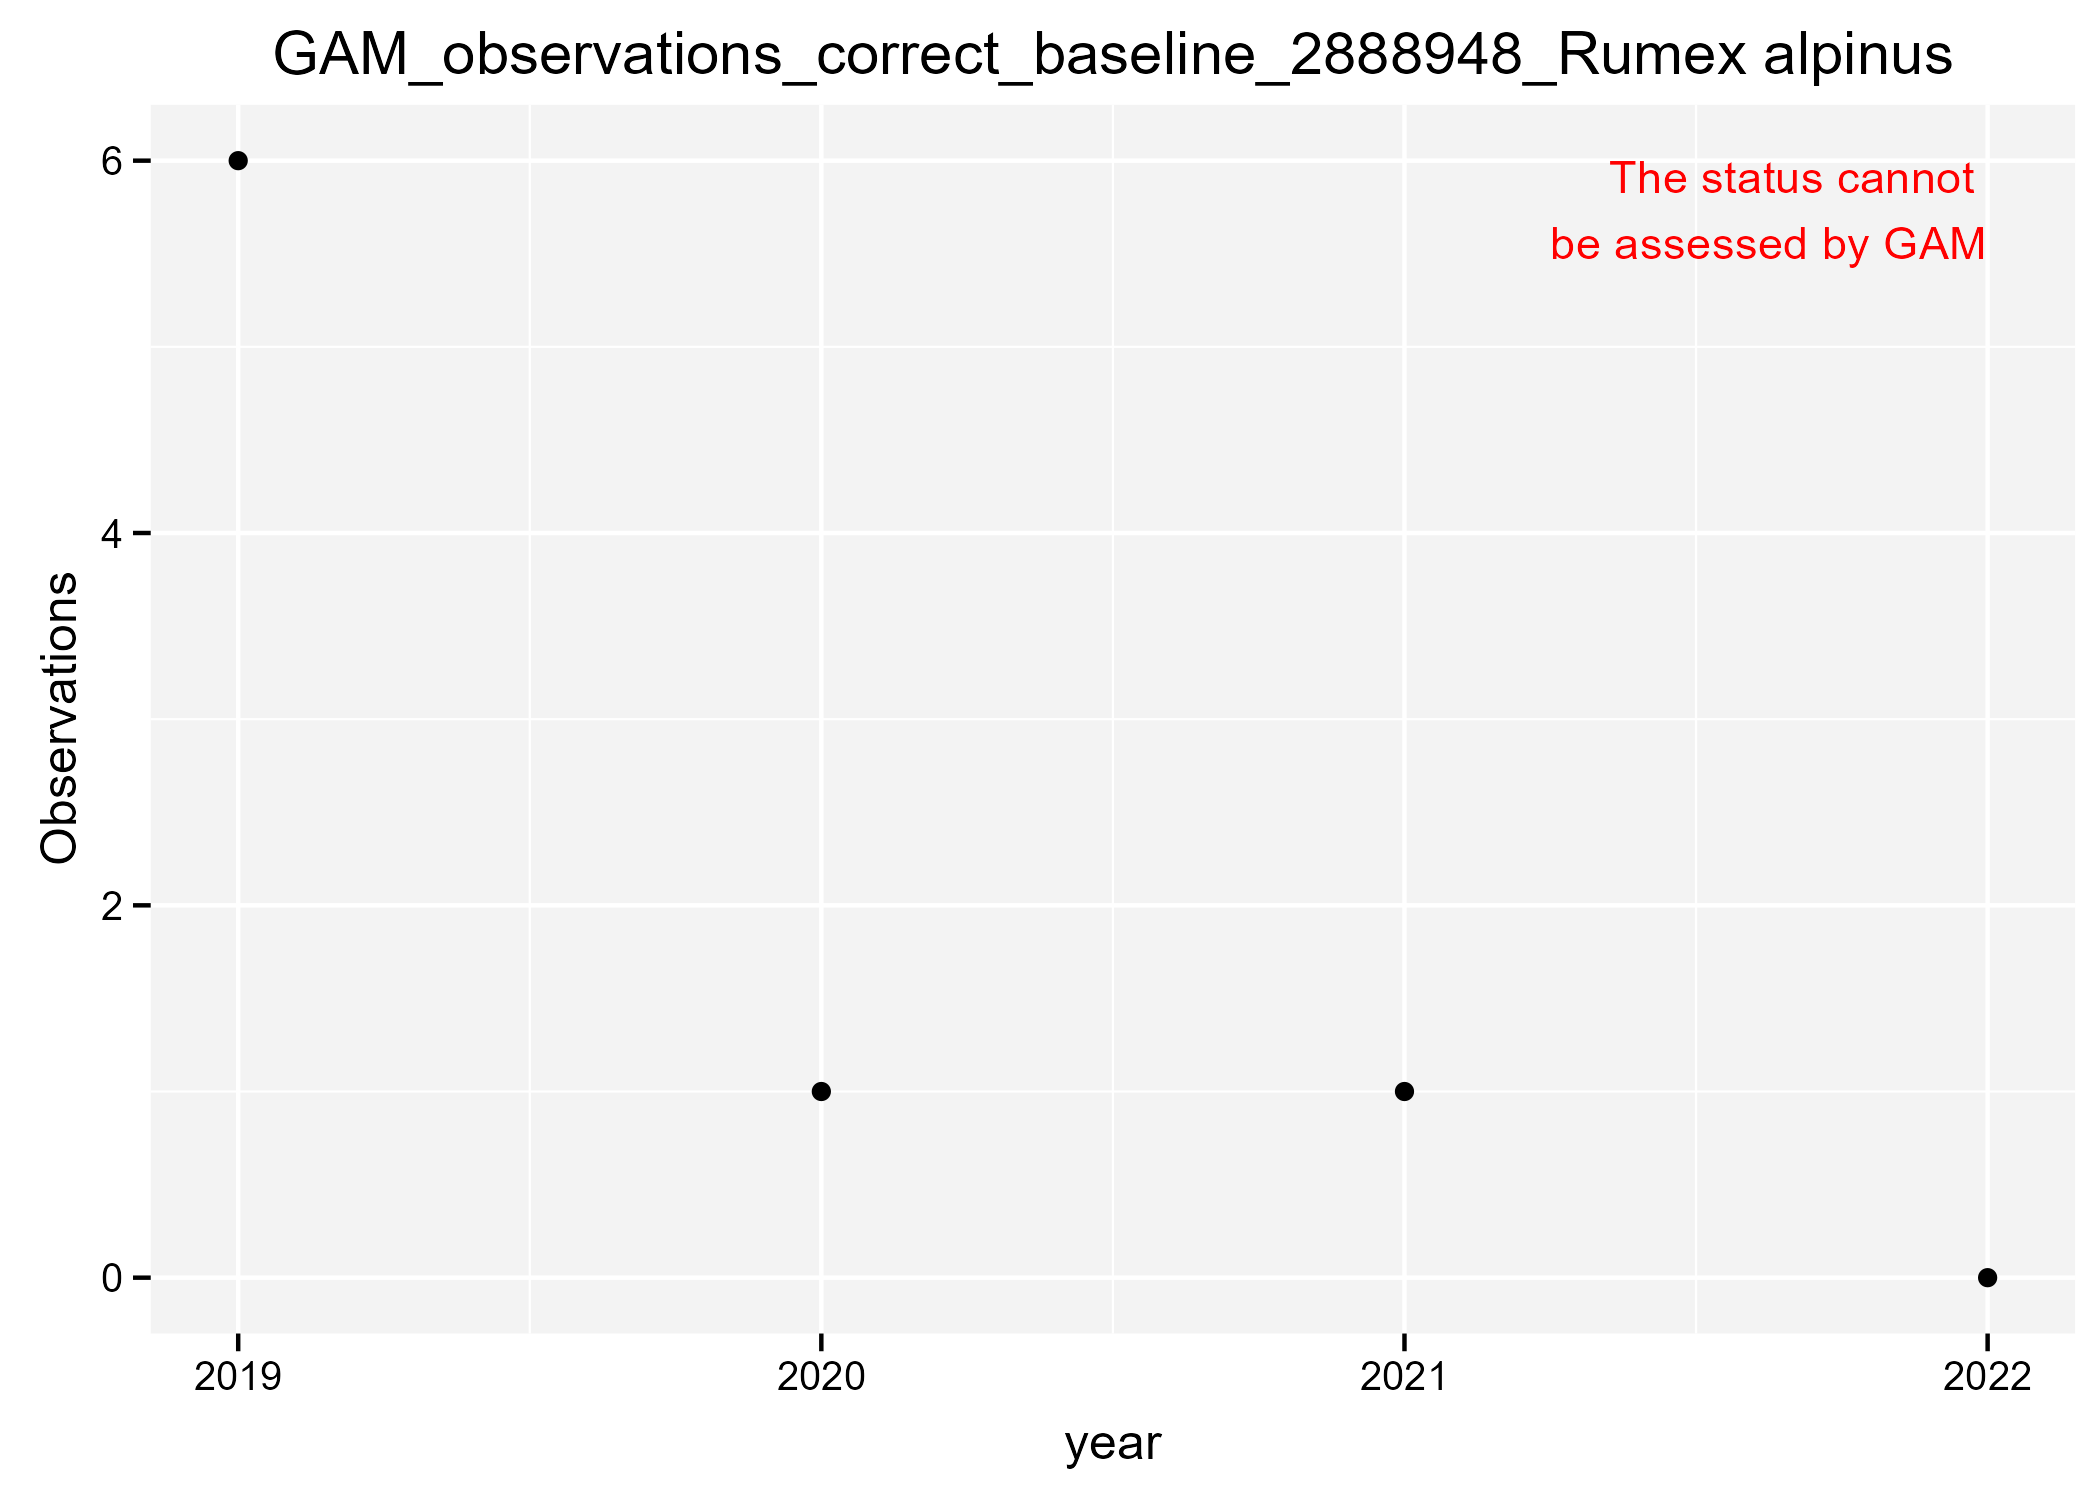 GAM_observations_correct_baseline_2888948_Rumex alpinus
The status cannot
be assessed by GAM
Observations
6
4
2
0
2019 2020 2021 2022
year